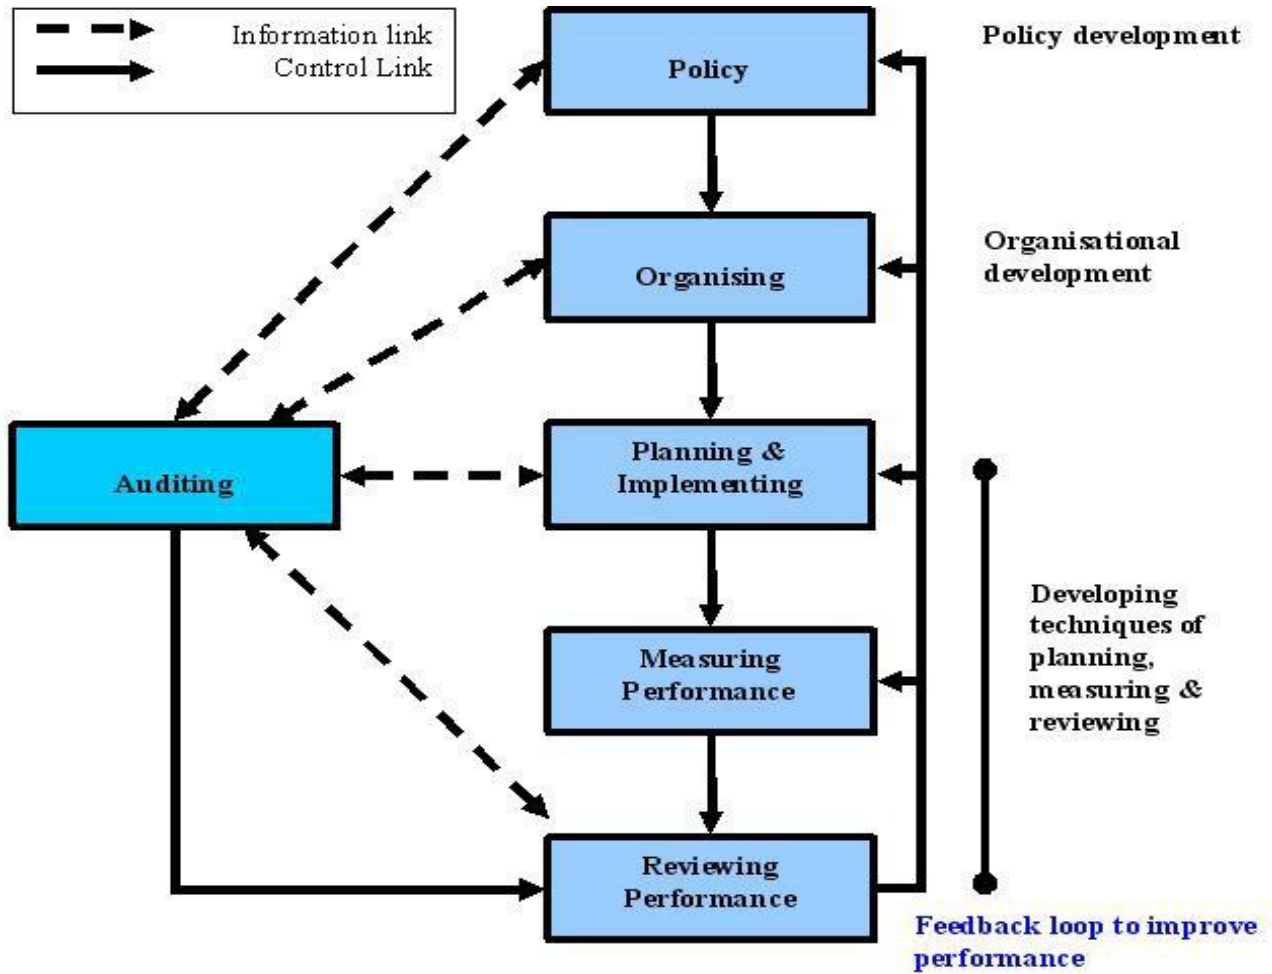 Information link
Control Link
Policy
Policy development
Organising
Organisational
development
Auditing
Planning &
Implementing
Measuring
Performance
Developing
techniques of
planning,
measuring &
reviewing
Reviewing
Performance
Feedback loop to improve
performance